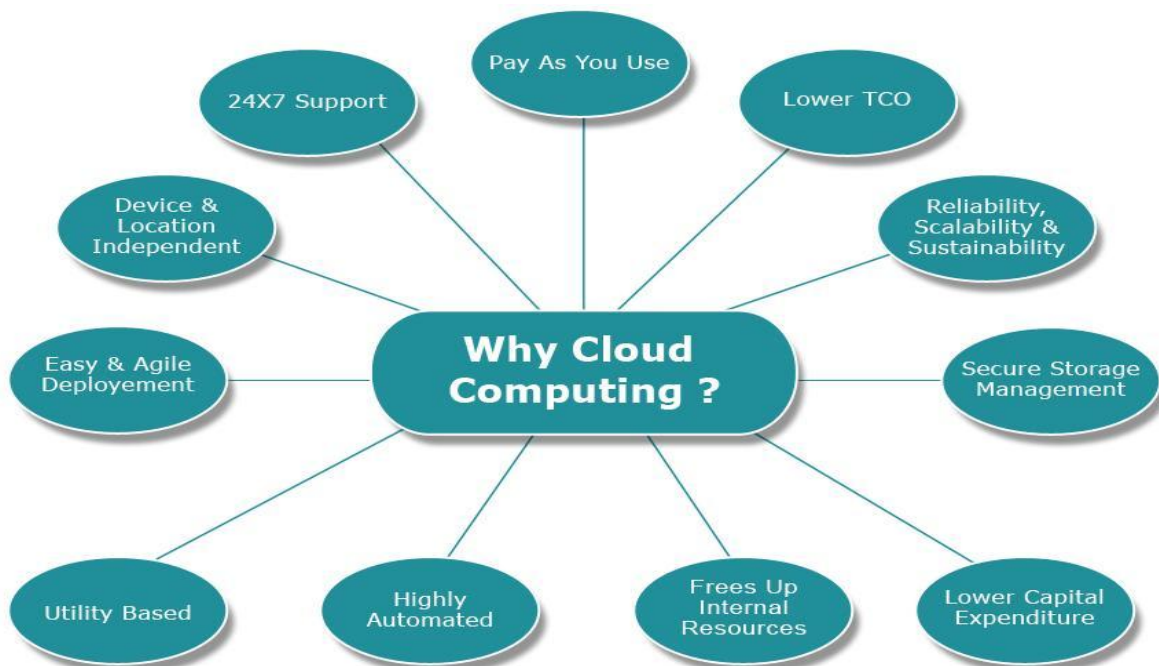 Pay As You Use
24X7 Support
Lower TCO
Device &
Location
Independent
Reliability,
Scalability &
Sustainability
Why Cloud
Computing ?
Easy & Agile
Deployement
Secure Storage
Management
Utility Based
Highly
Automated
Frees Up
Internal
Resources
Lower Capital
Expenditure